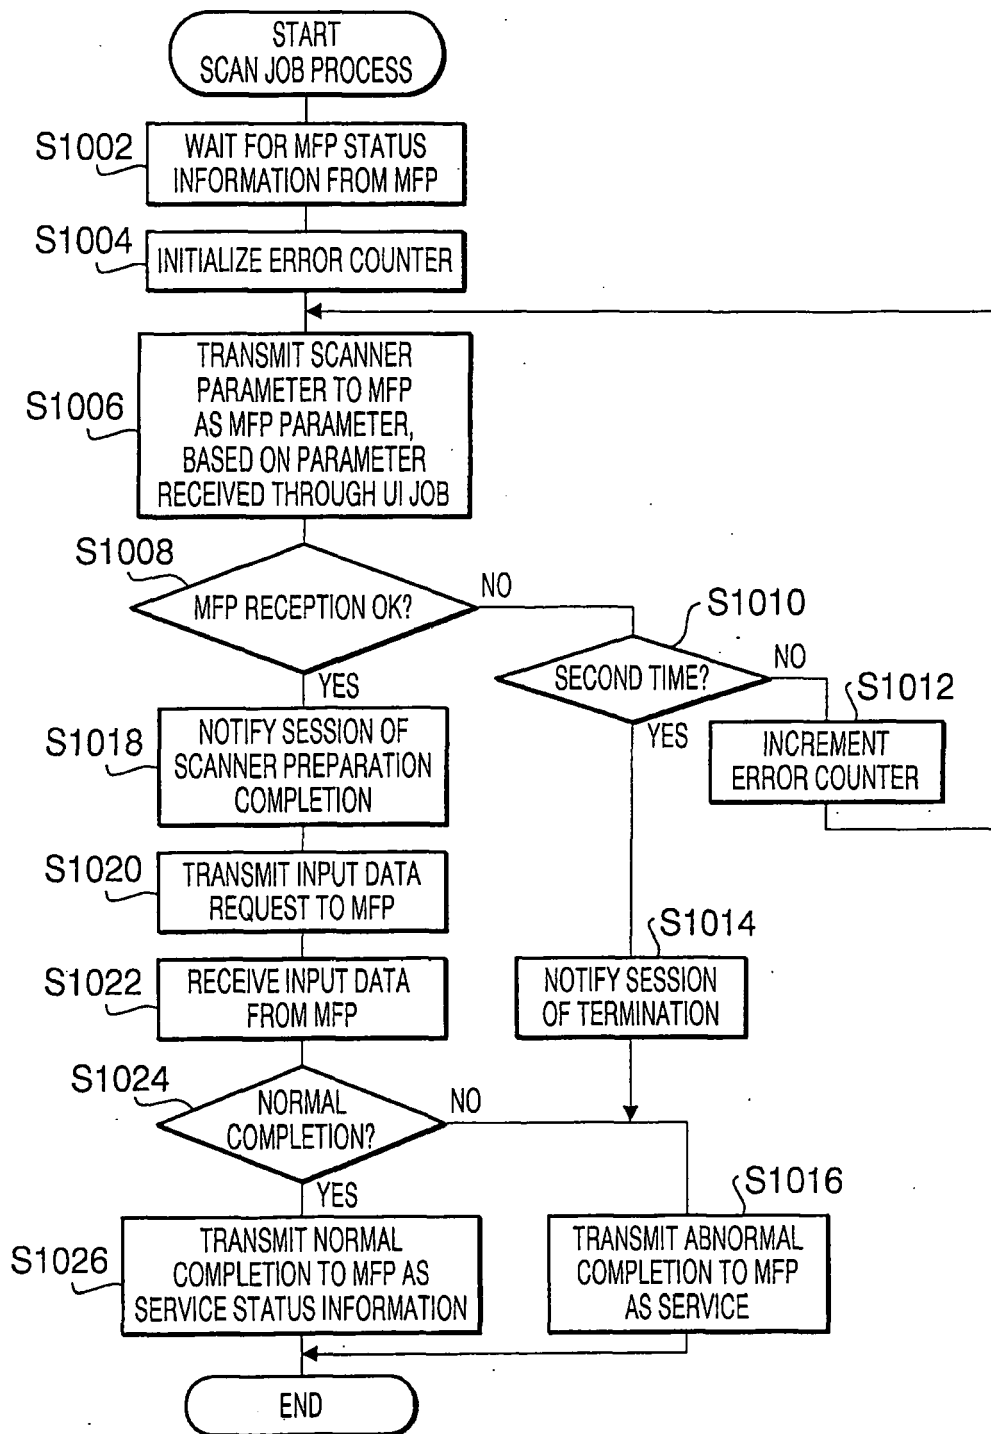 START
SCAN JOB PROCESS
S1002
WAIT FOR MFP STATUS
INFORMATION FROM MFP
S1004
INITIALIZE ERROR COUNTER
S1006
TRANSMIT SCANNER
PARAMETER TO MFP
AS MFP PARAMETER,
BASED ON PARAMETER
RECEIVED THROUGH UI JOB
S1008
MFP RECEPTION OK?
NO
YES
S1010
SECOND TIME?
NO
YES
S1012
INCREMENT
ERROR COUNTER
S1018
NOTIFY SESSION OF
SCANNER PREPARATION
COMPLETION
S1020
TRANSMIT INPUT DATA
REQUEST TO MFP
S1014
NOTIFY SESSION
OF TERMINATION
S1022
RECEIVE INPUT DATA
FROM MFP
S1024
NORMAL
COMPLETION?
NO
YES
S1016
TRANSMIT ABNORMAL
COMPLETION TO MFP
AS SERVICE
S1026
TRANSMIT NORMAL
COMPLETION TO MFP AS
SERVICE STATUS INFORMATION
END